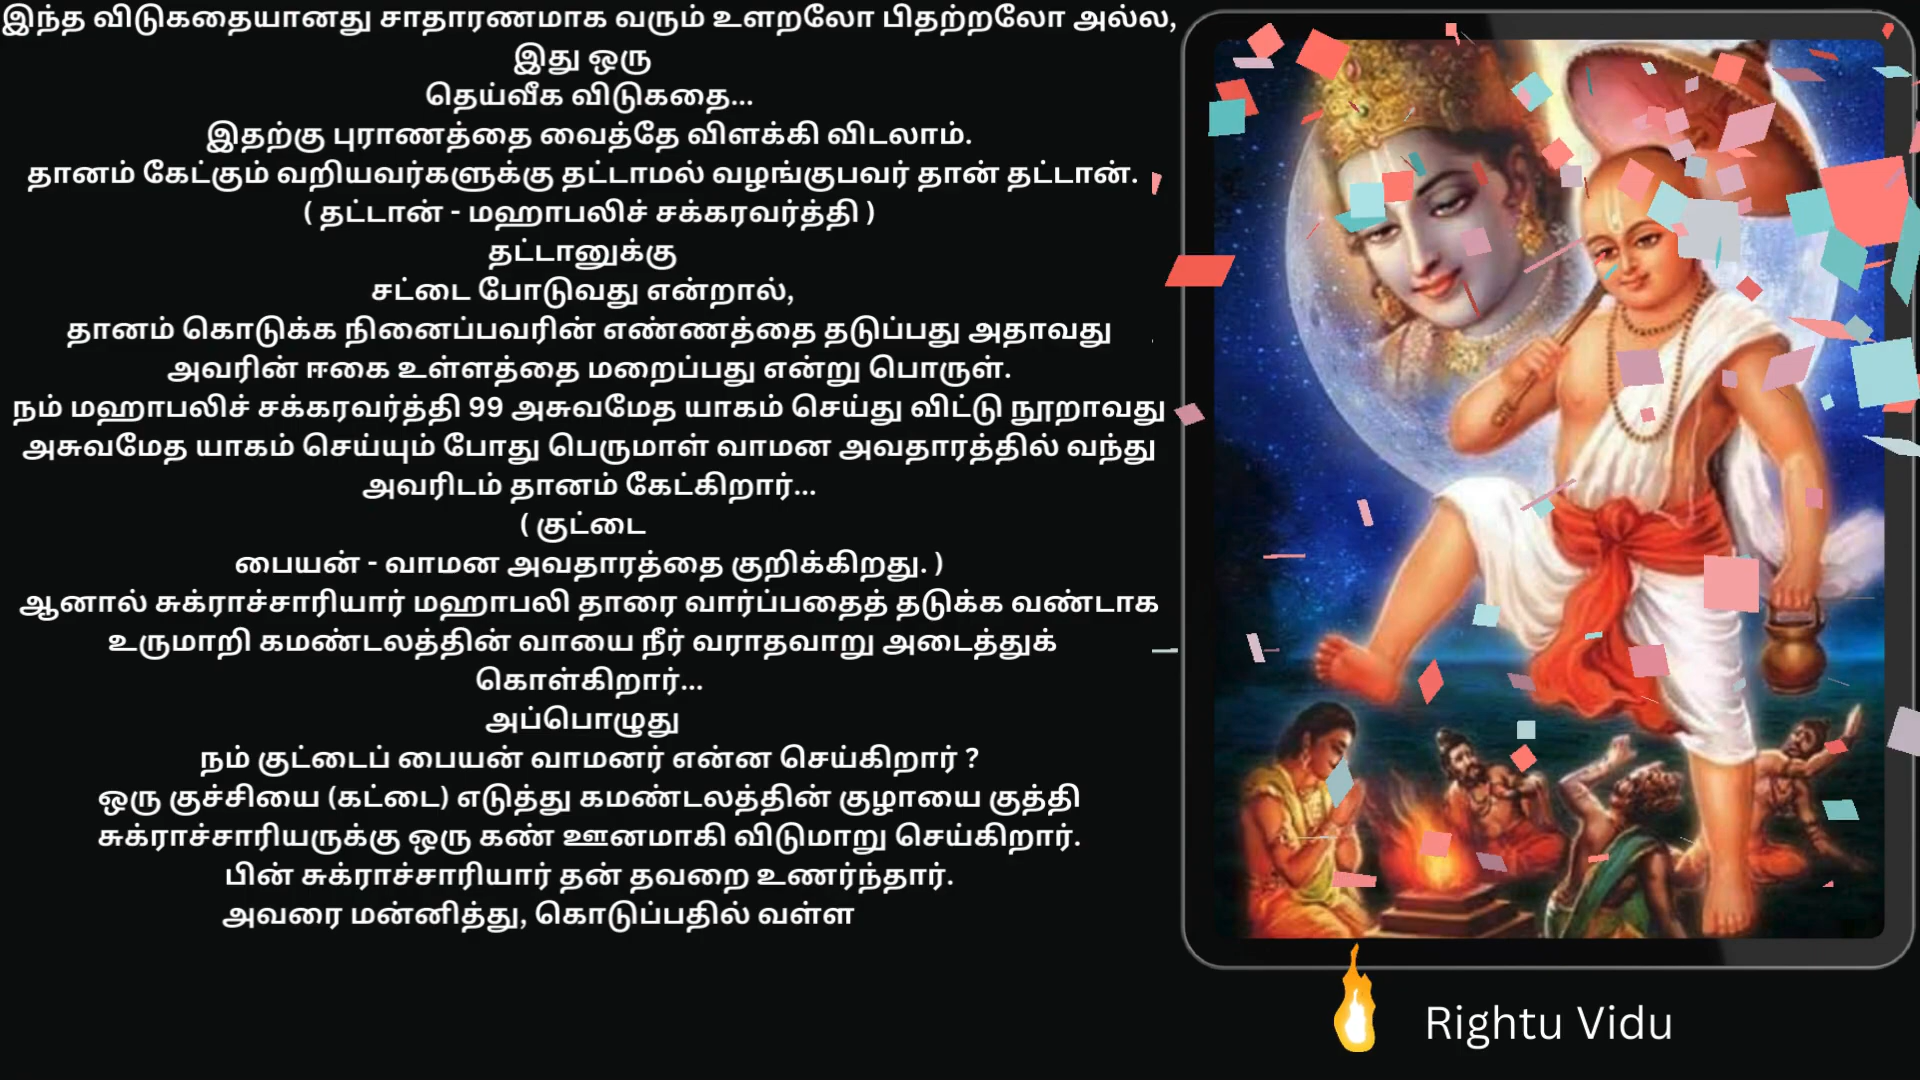 இந்த விடுகதையானது சாதாரணமாக வரும் உளறலோ பிதற்றலோ அல்ல,
இது ஒரு
தெய்வீக விடுகதை...
இதற்கு புராணத்தை வைத்தே விளக்கி விடலாம்.
தானம் கேட்கும் வறியவர்களுக்கு தட்டாமல் வழங்குபவர் தான் தட்டான்.
( தட்டான் - மஹாபலிச் சக்கரவர்த்தி )
தட்டானுக்கு
சட்டை போடுவது என்றால்,
தானம் கொடுக்க நினைப்பவரின் எண்ணத்தை தடுப்பது அதாவது
அவரின் ஈகை உள்ளத்தை மறைப்பது என்று பொருள்.
நம் மஹாபலிச் சக்கரவர்த்தி 99 அசுவமேத யாகம் செய்து விட்டு நூறாவது
அசுவமேத யாகம் செய்யும் போது பெருமாள் வாமன அவதாரத்தில் வந்து
அவரிடம் தானம் கேட்கிறார்...
( குட்டை
பையன் - வாமன அவதாரத்தை குறிக்கிறது. )
ஆனால் சுக்ராச்சாரியார் மஹாபலி தாரை வார்ப்பதைத் தடுக்க வண்டாக
உருமாறி கமண்டலத்தின் வாயை நீர் வராதவாறு அடைத்துக்
கொள்கிறார்...
அப்பொழுது
நம் குட்டைப் பையன் வாமனர் என்ன செய்கிறார் ?
ஒரு குச்சியை (கட்டை) எடுத்து கமண்டலத்தின் குழாயை குத்தி
சுக்ராச்சாரியருக்கு ஒரு கண் ஊனமாகி விடுமாறு செய்கிறார்.
பின் சுக்ராச்சாரியார் தன் தவறை உணர்ந்தார்.
அவரை மன்னித்து, கொடுப்பதில் வள்ள
Rightu Vidu